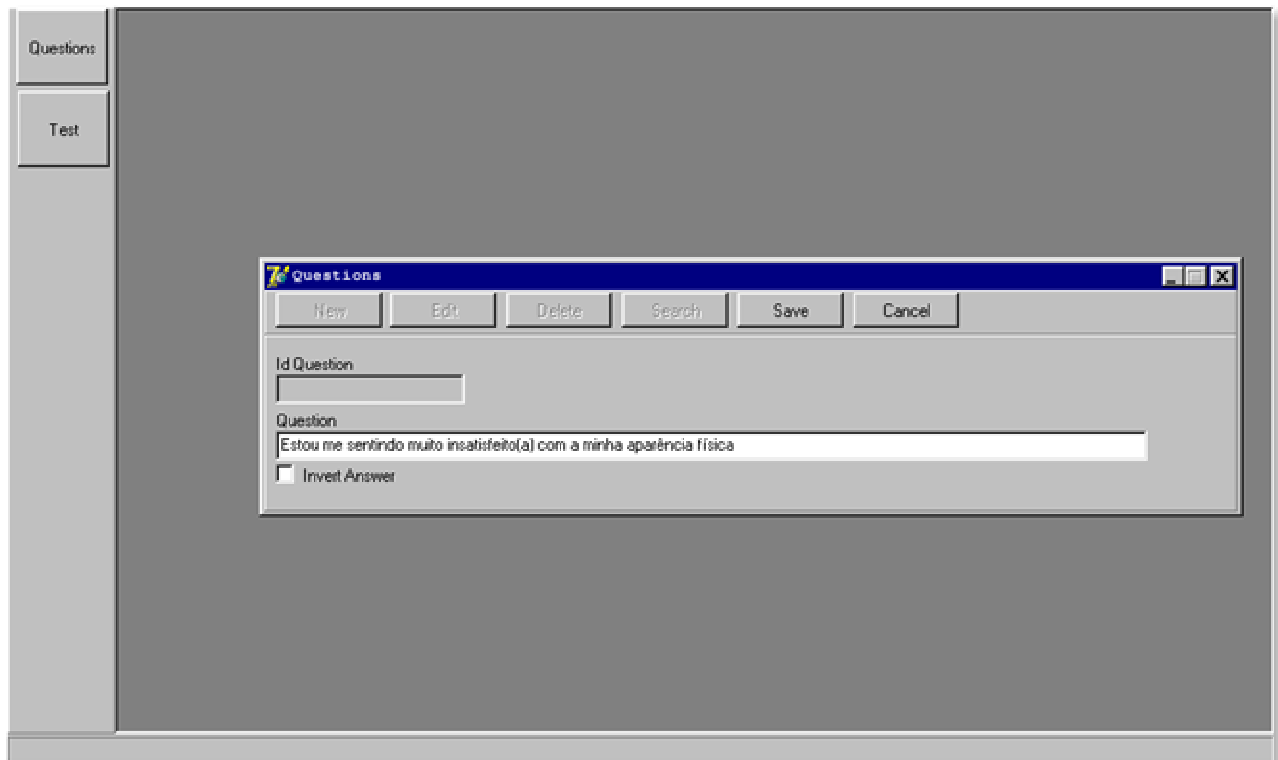 Questions
Test
Questions
New Edit Delete Search Save Cancel
Id Question
Question
Estou me sentindo muito insatisfeito(a) com a minha aparência física
Invert Answer